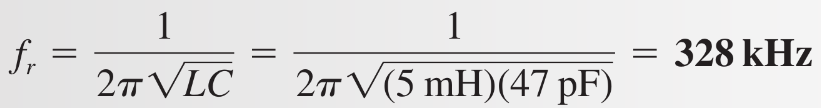 f_r = 1 / (2π√LC) = 1 / (2π√(5 mH)(47 pF)) = 328 kHz